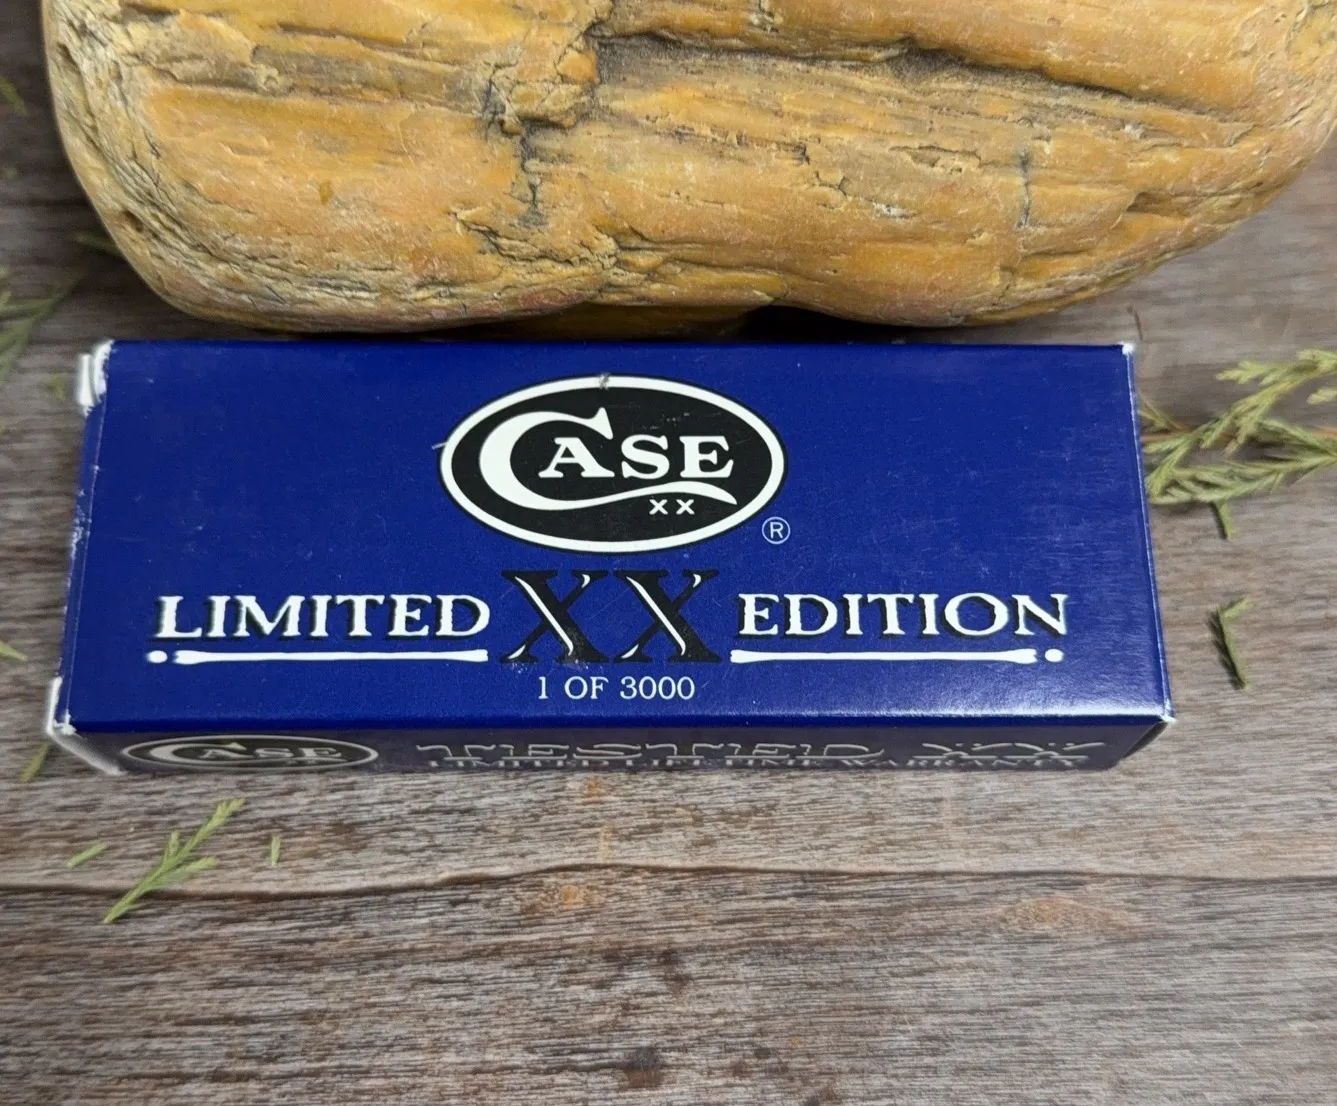 CASE
XX
®
LIMITED XX EDITION
1 OF 3000
CASE TESTED XX
LIMITED LIFETIME WARRANTY